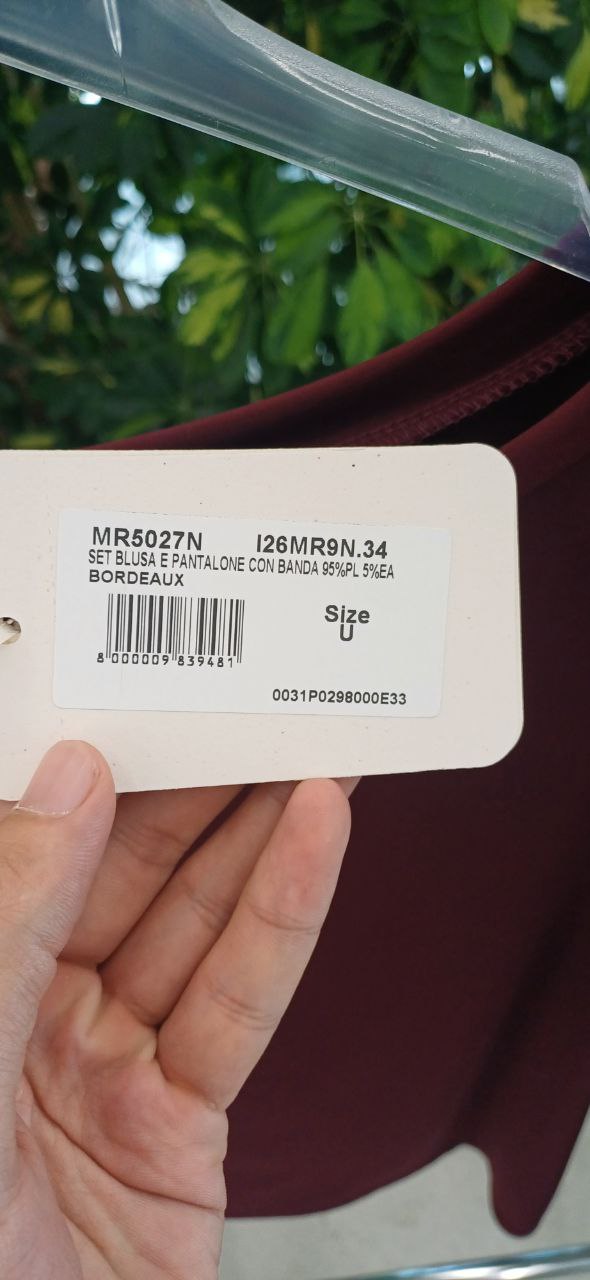 MR5027N I26MR9N.34
SET BLUSA E PANTALONE CON BANDA 95%PL 5%EA
BORDEAUX
Size
U
8 000009 839481
0031P0298000E33